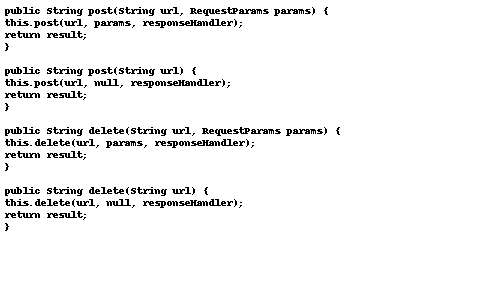 public String post(String url, RequestParams params) {
this.post(url, params, responseHandler);
return result;
}
public String post(String url) {
this.post(url, null, responseHandler);
return result;
}
public String delete(String url, RequestParams params) {
this.delete(url, params, responseHandler);
return result;
}
public String delete(String url) {
this.delete(url, null, responseHandler);
return result;
}